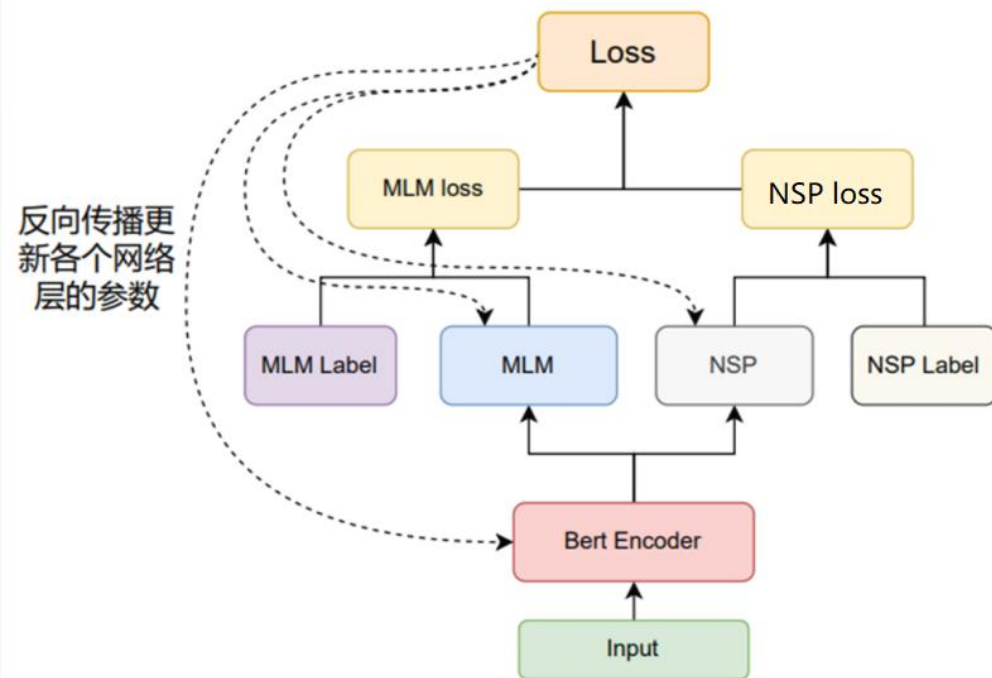 Loss
MLM loss
NSP loss
反向传播更
新各个网络
层的参数
MLM Label
MLM
NSP
NSP Label
Bert Encoder
Input